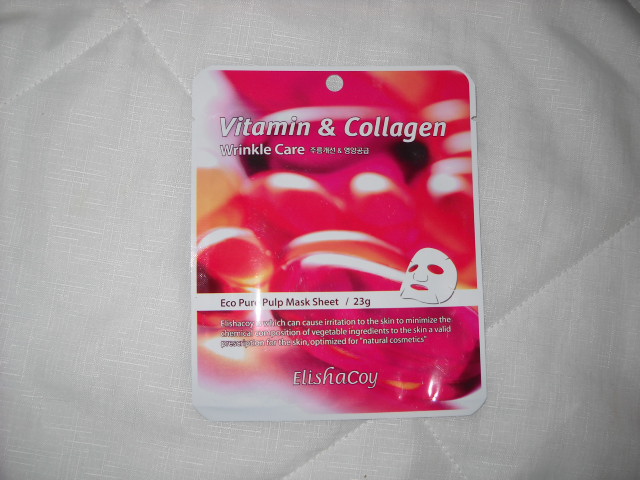 Vitamin & Collagen
Wrinkle Care 주름개선 & 영양공급
Eco Pure Pulp Mask Sheet / 23g
Elishacoy which can cause irritation to the skin to minimize the
chemical composition of vegetable ingredients to the skin a valid
prescription for the skin, optimized for "natural cosmetics"
ElishaCoy